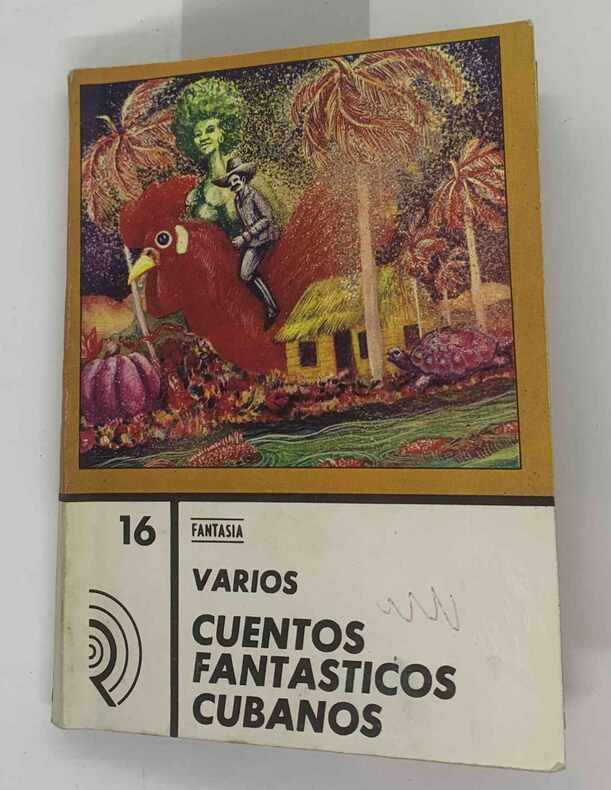 16
FANTASIA
VARIOS
CUENTOS
FANTASTICOS
CUBANOS